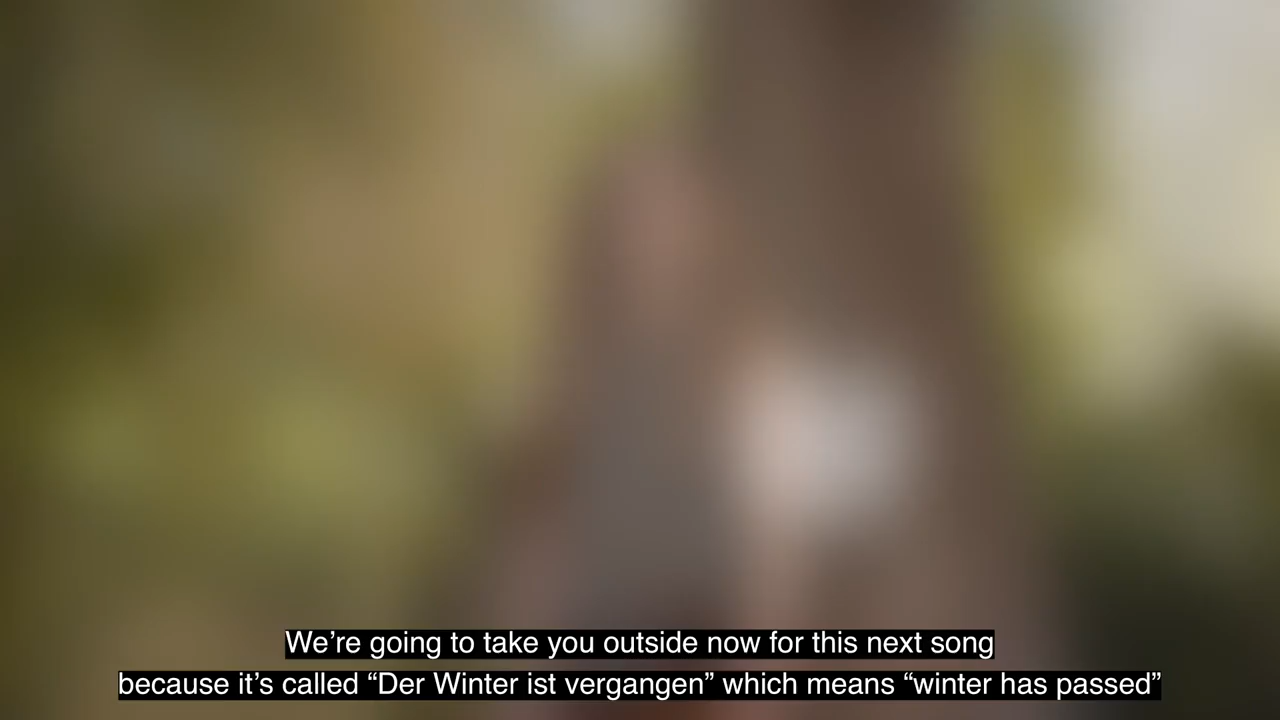 We’re going to take you outside now for this next song
because it’s called “Der Winter ist vergangen” which means “winter has passed”